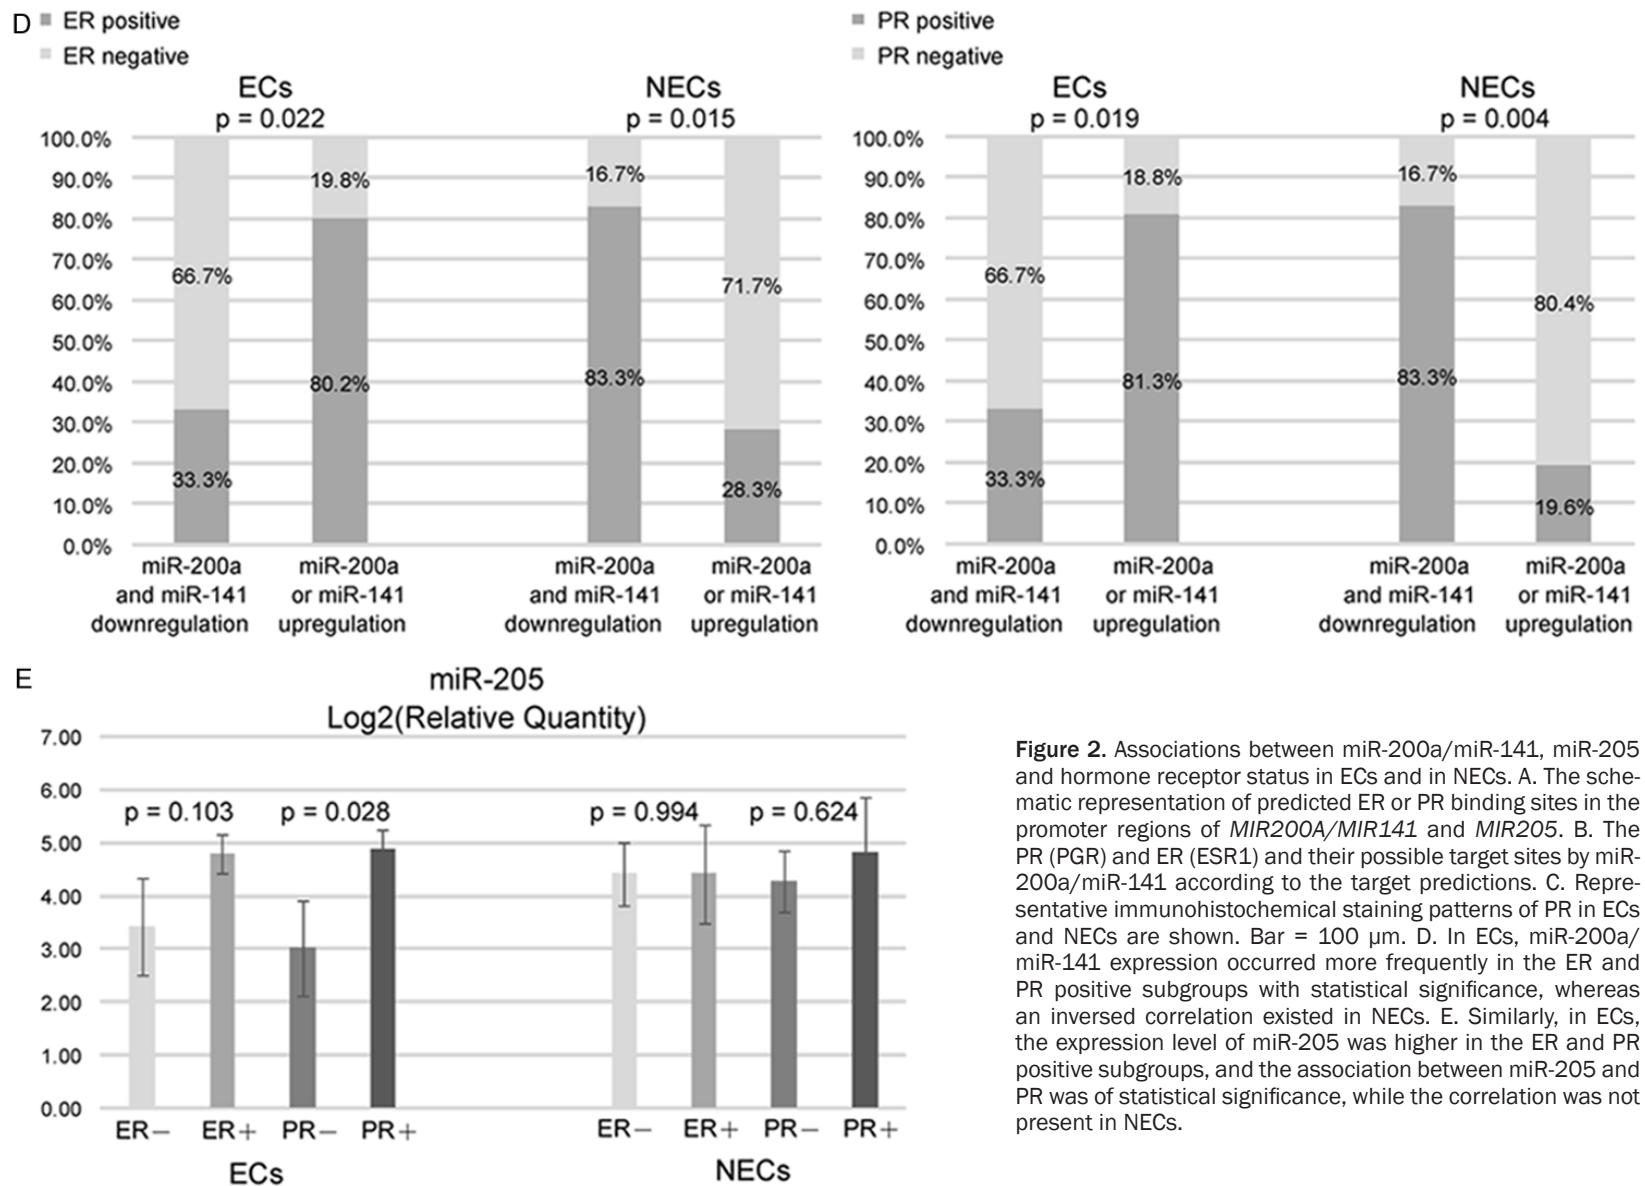 D
ER positive
ER negative
ECs
p = 0.022
NECs
p = 0.015
100.0%
90.0%
80.0%
70.0%
60.0%
50.0%
40.0%
30.0%
20.0%
10.0%
0.0%
66.7%
33.3%
19.8%
80.2%
16.7%
83.3%
71.7%
28.3%
miR-200a
and miR-141
downregulation
miR-200a
or miR-141
upregulation
miR-200a
and miR-141
downregulation
miR-200a
or miR-141
upregulation
PR positive
PR negative
ECs
p = 0.019
NECs
p = 0.004
100.0%
90.0%
80.0%
70.0%
60.0%
50.0%
40.0%
30.0%
20.0%
10.0%
0.0%
66.7%
33.3%
18.8%
81.3%
16.7%
83.3%
80.4%
19.6%
miR-200a
and miR-141
downregulation
miR-200a
or miR-141
upregulation
miR-200a
and miR-141
downregulation
miR-200a
or miR-141
upregulation
E
miR-205
Log2(Relative Quantity)
7.00
6.00
5.00
4.00
3.00
2.00
1.00
0.00
p = 0.103
p = 0.028
p = 0.994
p = 0.624
ER−
ER+
PR−
PR+
ER−
ER+
PR−
PR+
ECs
NECs
Figure 2. Associations between miR-200a/miR-141, miR-205
and hormone receptor status in ECs and in NECs. A. The sche-
matic representation of predicted ER or PR binding sites in the
promoter regions of MIR200A/MIR141 and MIR205. B. The
PR (PGR) and ER (ESR1) and their possible target sites by miR-
200a/miR-141 according to the target predictions. C. Repre-
sentative immunohistochemical staining patterns of PR in ECs
and NECs are shown. Bar = 100 μm. D. In ECs, miR-200a/
miR-141 expression occurred more frequently in the ER and
PR positive subgroups with statistical significance, whereas
an inversed correlation existed in NECs. E. Similarly, in ECs,
the expression level of miR-205 was higher in the ER and PR
positive subgroups, and the association between miR-205 and
PR was of statistical significance, while the correlation was not
present in NECs.